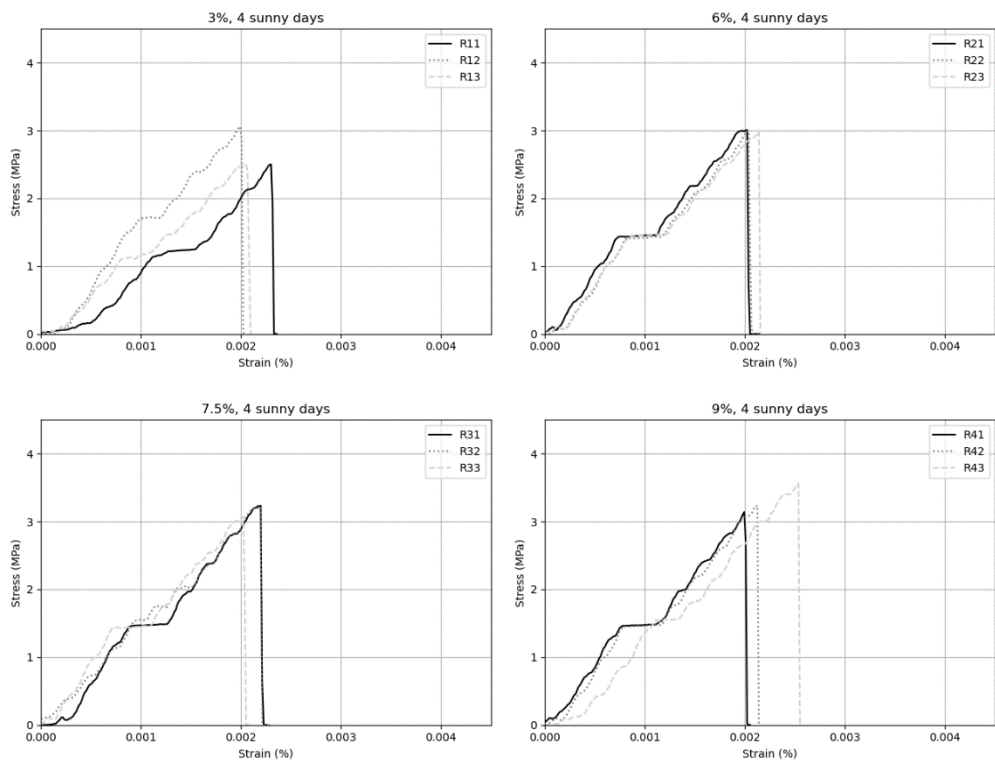 3%, 4 sunny days
R11
R12
R13
4
3
2
1
0
Stress (MPa)
0.000 0.001 0.002 0.003 0.004
Strain (%)
6%, 4 sunny days
R21
R22
R23
4
3
2
1
0
Stress (MPa)
0.000 0.001 0.002 0.003 0.004
Strain (%)
7.5%, 4 sunny days
R31
R32
R33
4
3
2
1
0
Stress (MPa)
0.000 0.001 0.002 0.003 0.004
Strain (%)
9%, 4 sunny days
R41
R42
R43
4
3
2
1
0
Stress (MPa)
0.000 0.001 0.002 0.003 0.004
Strain (%)